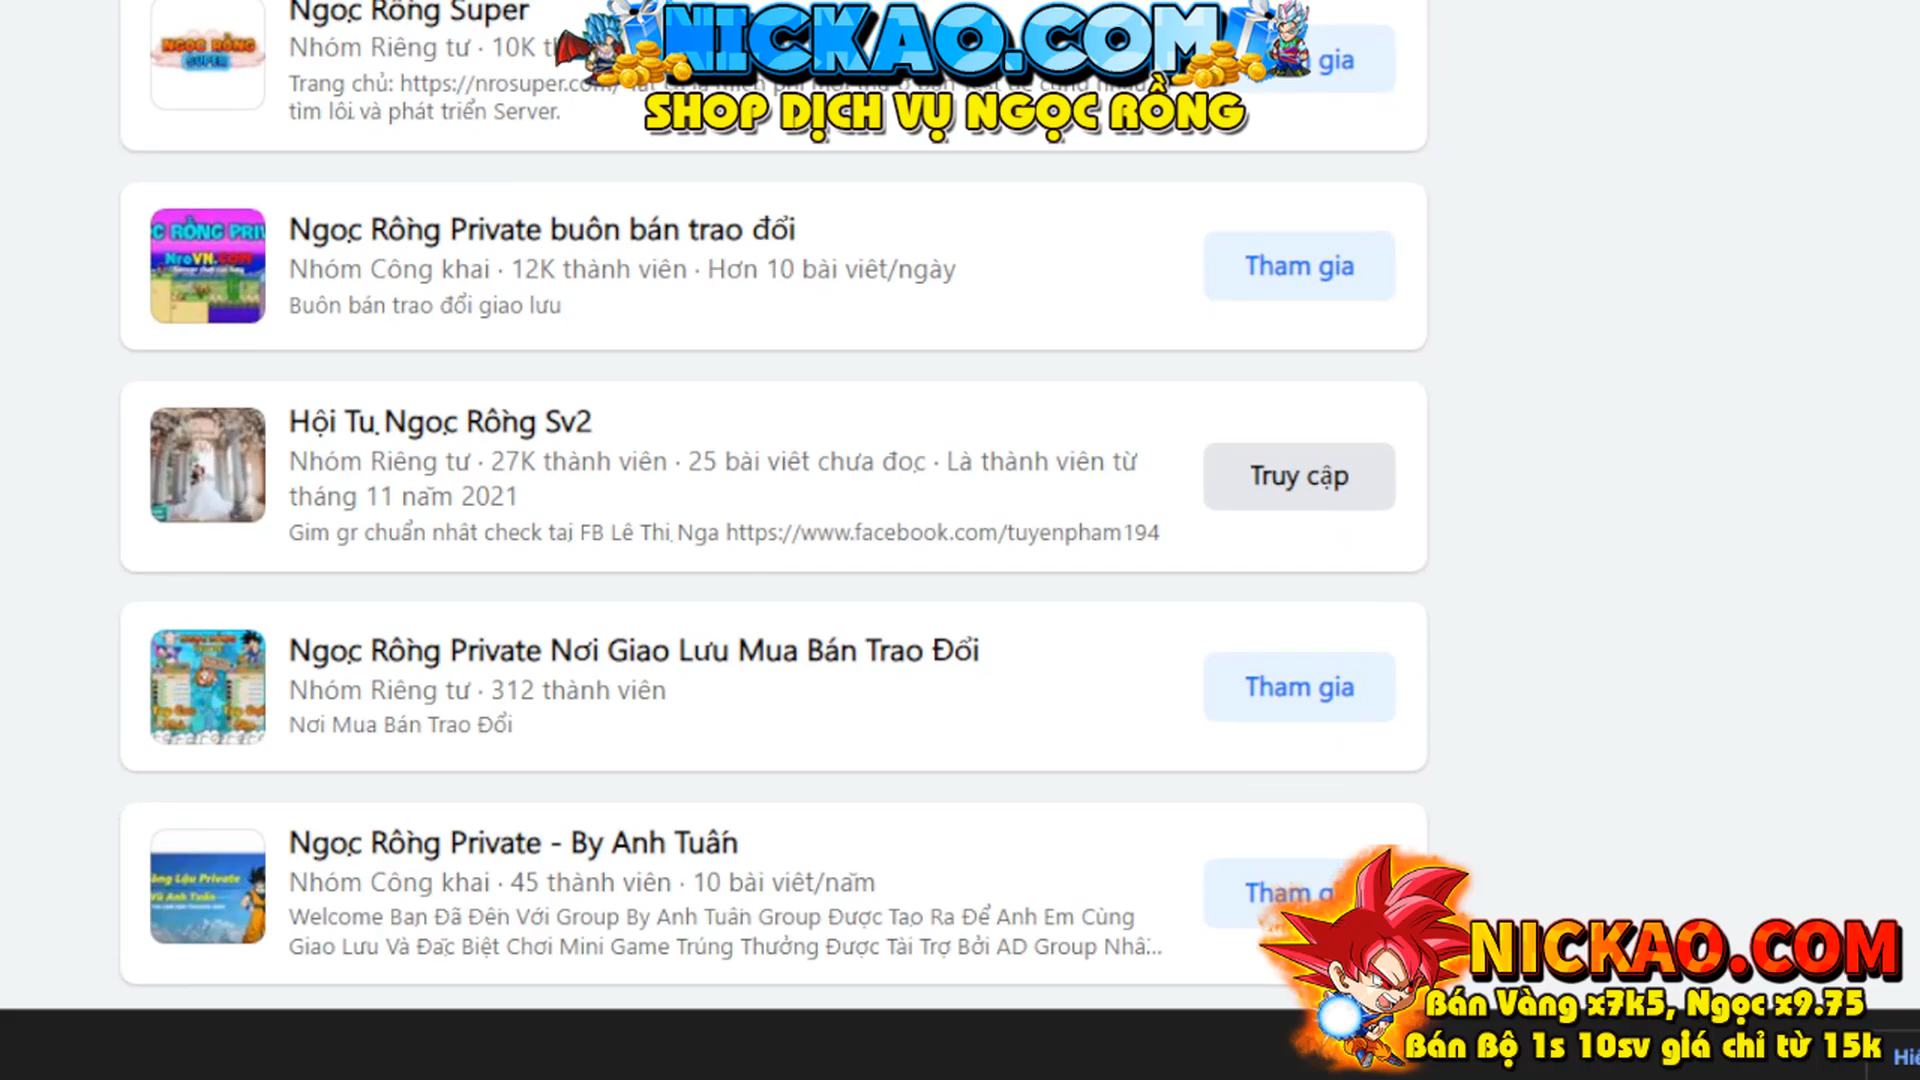 Ngọc Rồng Super
NICKAO.COM
Nhóm Riêng tư · 10K
gia
Trang chủ: https://nrosuper.com/
tìm lỗi và phát triển Server.
SHOP DỊCH VỤ NGỌC RỒNG
NGỌC RỒNG
SUPER
Ngọc Rồng Private buôn bán trao đổi
Nhóm Công khai · 12K thành viên · Hơn 10 bài viết/ngày
Buôn bán trao đổi giao lưu
Tham gia
C RỒNG PRIV
NroVN.COM
Hội Tụ Ngọc Rồng Sv2
Nhóm Riêng tư · 27K thành viên · 25 bài viết chưa đọc · Là thành viên từ
tháng 11 năm 2021
Gim gr chuẩn nhất check tại FB Lê Thị Nga https://www.facebook.com/tuyenpham194
Truy cập
Ngọc Rồng Private Nơi Giao Lưu Mua Bán Trao Đổi
Nhóm Riêng tư · 312 thành viên
Nơi Mua Bán Trao Đổi
Tham gia
Ngọc Rồng Private - By Anh Tuấn
Nhóm Công khai · 45 thành viên · 10 bài viết/năm
Welcome Bạn Đã Đến Với Group By Anh Tuấn Group Được Tạo Ra Để Anh Em Cùng
Giao Lưu Và Đặc Biệt Chơi Mini Game Trúng Thưởng Được Tài Trợ Bởi AD Group Nhấ...
Tham g
NICKAO.COM
Bán Vàng x7k5, Ngọc x9.75
Bán Bộ 1s 10sv giá chỉ từ 15k